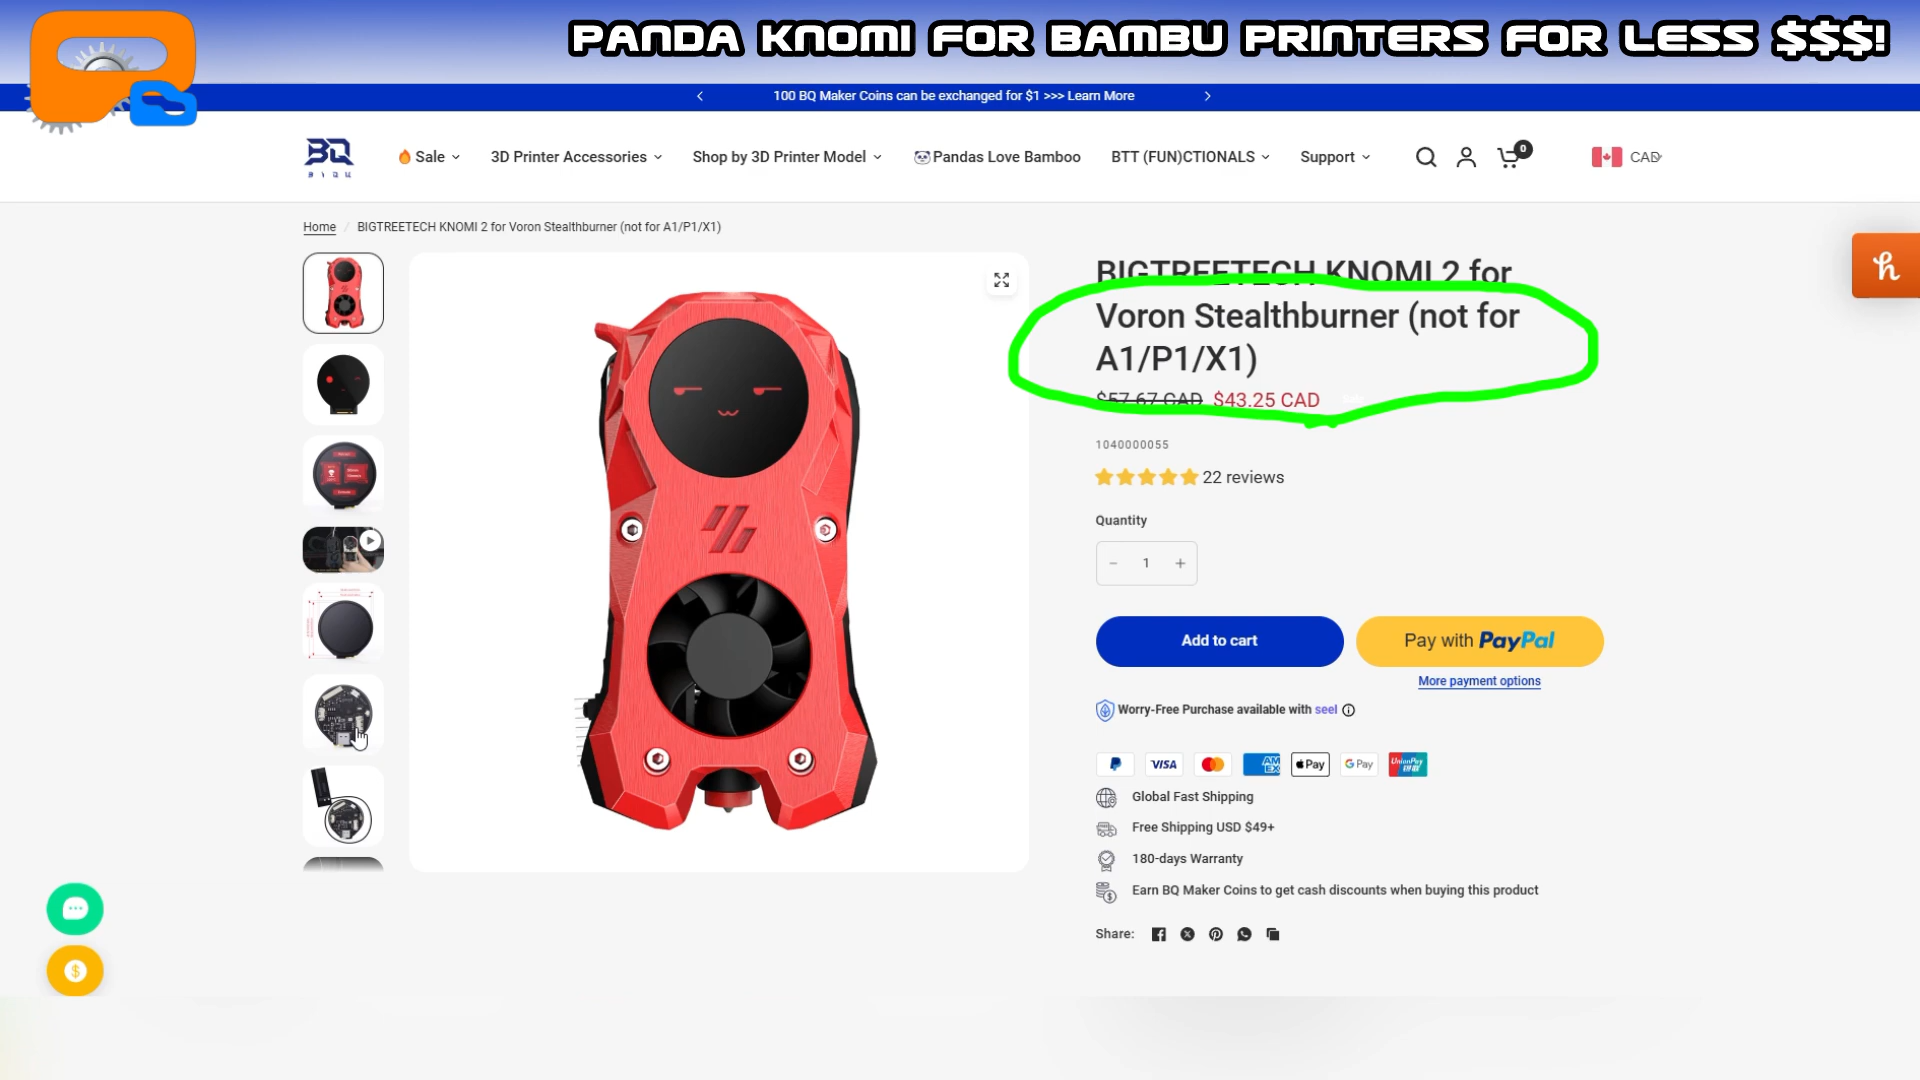 PANDA KNOMI FOR BAMBU PRINTERS FOR LESS $$$!
100 BQ Maker Coins can be exchanged for $1 >>> Learn More
BQ
BIQU
Sale
3D Printer Accessories
Shop by 3D Printer Model
Pandas Love Bamboo
BTT (FUN)CTIONALS
Support
0
CAD
Home / BIGTREETECH KNOMI 2 for Voron Stealthburner (not for A1/P1/X1)
BIGTREETECH KNOMI 2 for
Voron Stealthburner (not for
A1/P1/X1)
$57.67 CAD $43.25 CAD
1040000055
22 reviews
Quantity
- 1 +
Add to cart
Pay with PayPal
More payment options
Worry-Free Purchase available with seel
VISA
AMEX
Pay
G Pay
UnionPay
Global Fast Shipping
Free Shipping USD $49+
180-days Warranty
Earn BQ Maker Coins to get cash discounts when buying this product
Share: